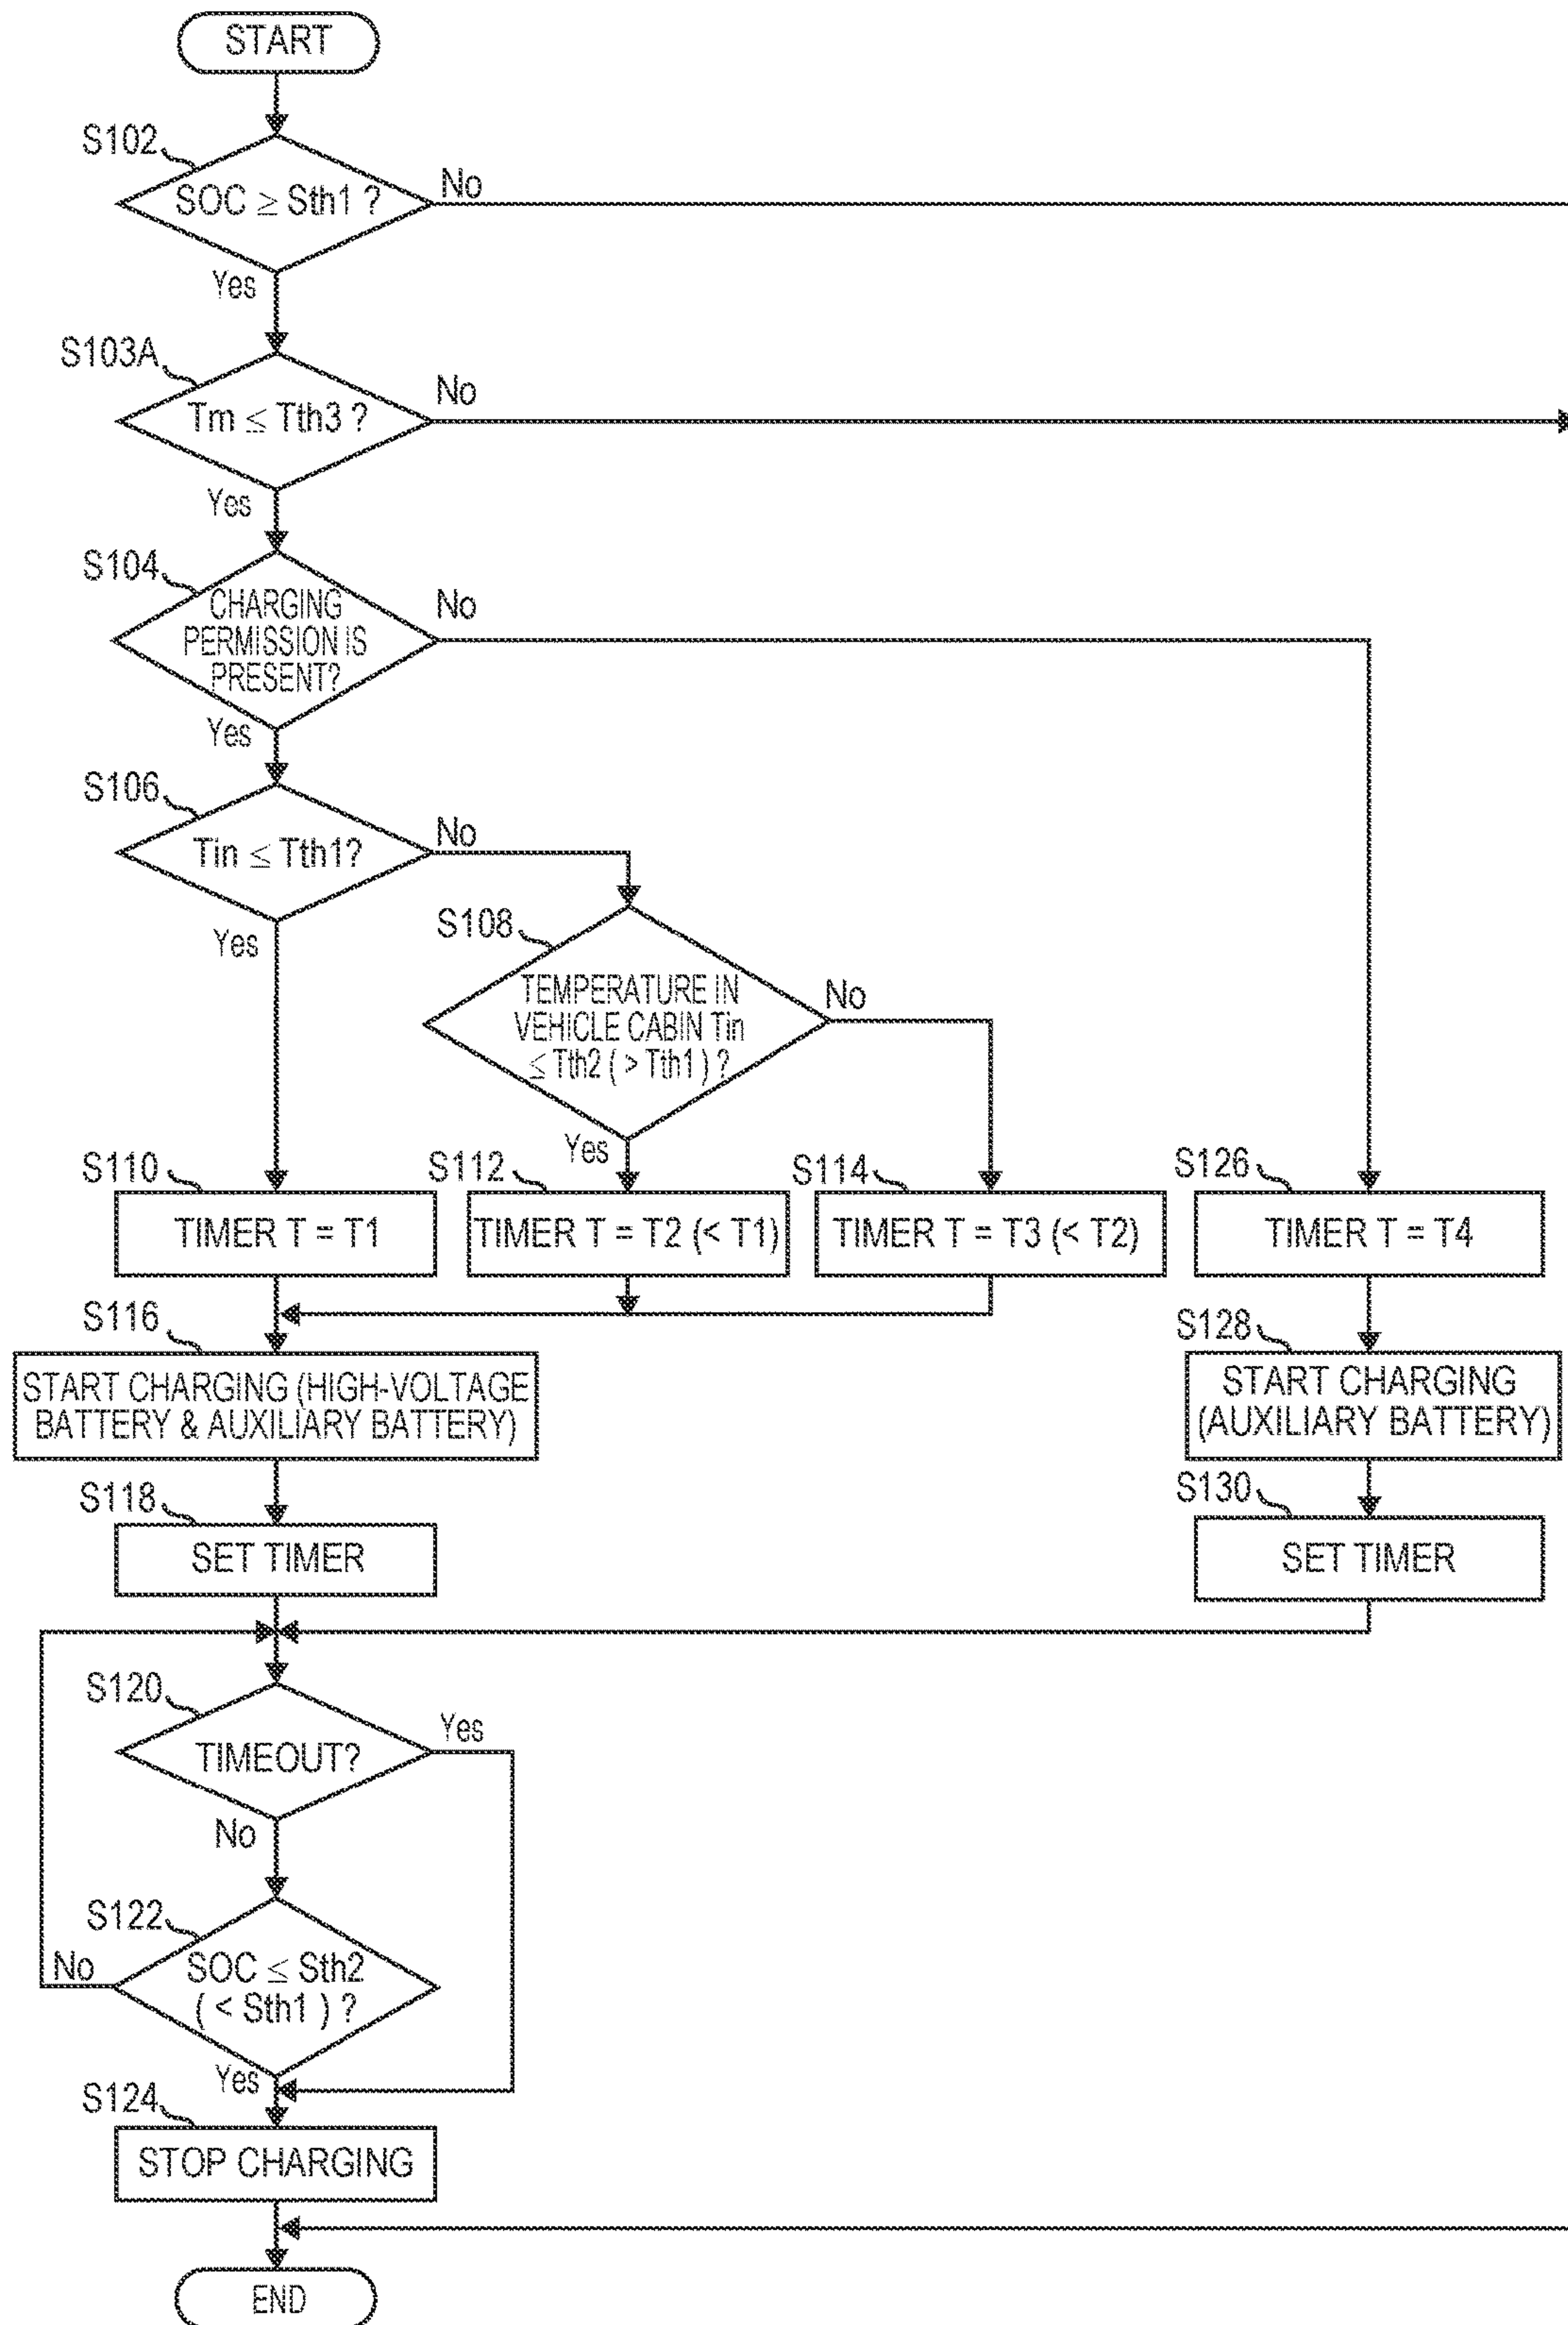 START
S102
SOC ≥ Sth1 ?
No
Yes
S103A
Tm ≤ Tth3 ?
No
Yes
S104
CHARGING
PERMISSION IS
PRESENT?
No
Yes
S106
Tin ≤ Tth1?
No
Yes
S108
TEMPERATURE IN
VEHICLE CABIN Tin
≤ Tth2 ( > Tth1 ) ?
No
Yes
S110
TIMER T = T1
S112
TIMER T = T2 (< T1)
S114
TIMER T = T3 (< T2)
S126
TIMER T = T4
S116
START CHARGING (HIGH-VOLTAGE
BATTERY & AUXILIARY BATTERY)
S128
START CHARGING
(AUXILIARY BATTERY)
S118
SET TIMER
S130
SET TIMER
S120
TIMEOUT?
Yes
No
S122
SOC ≤ Sth2
( < Sth1 ) ?
No
Yes
S124
STOP CHARGING
END